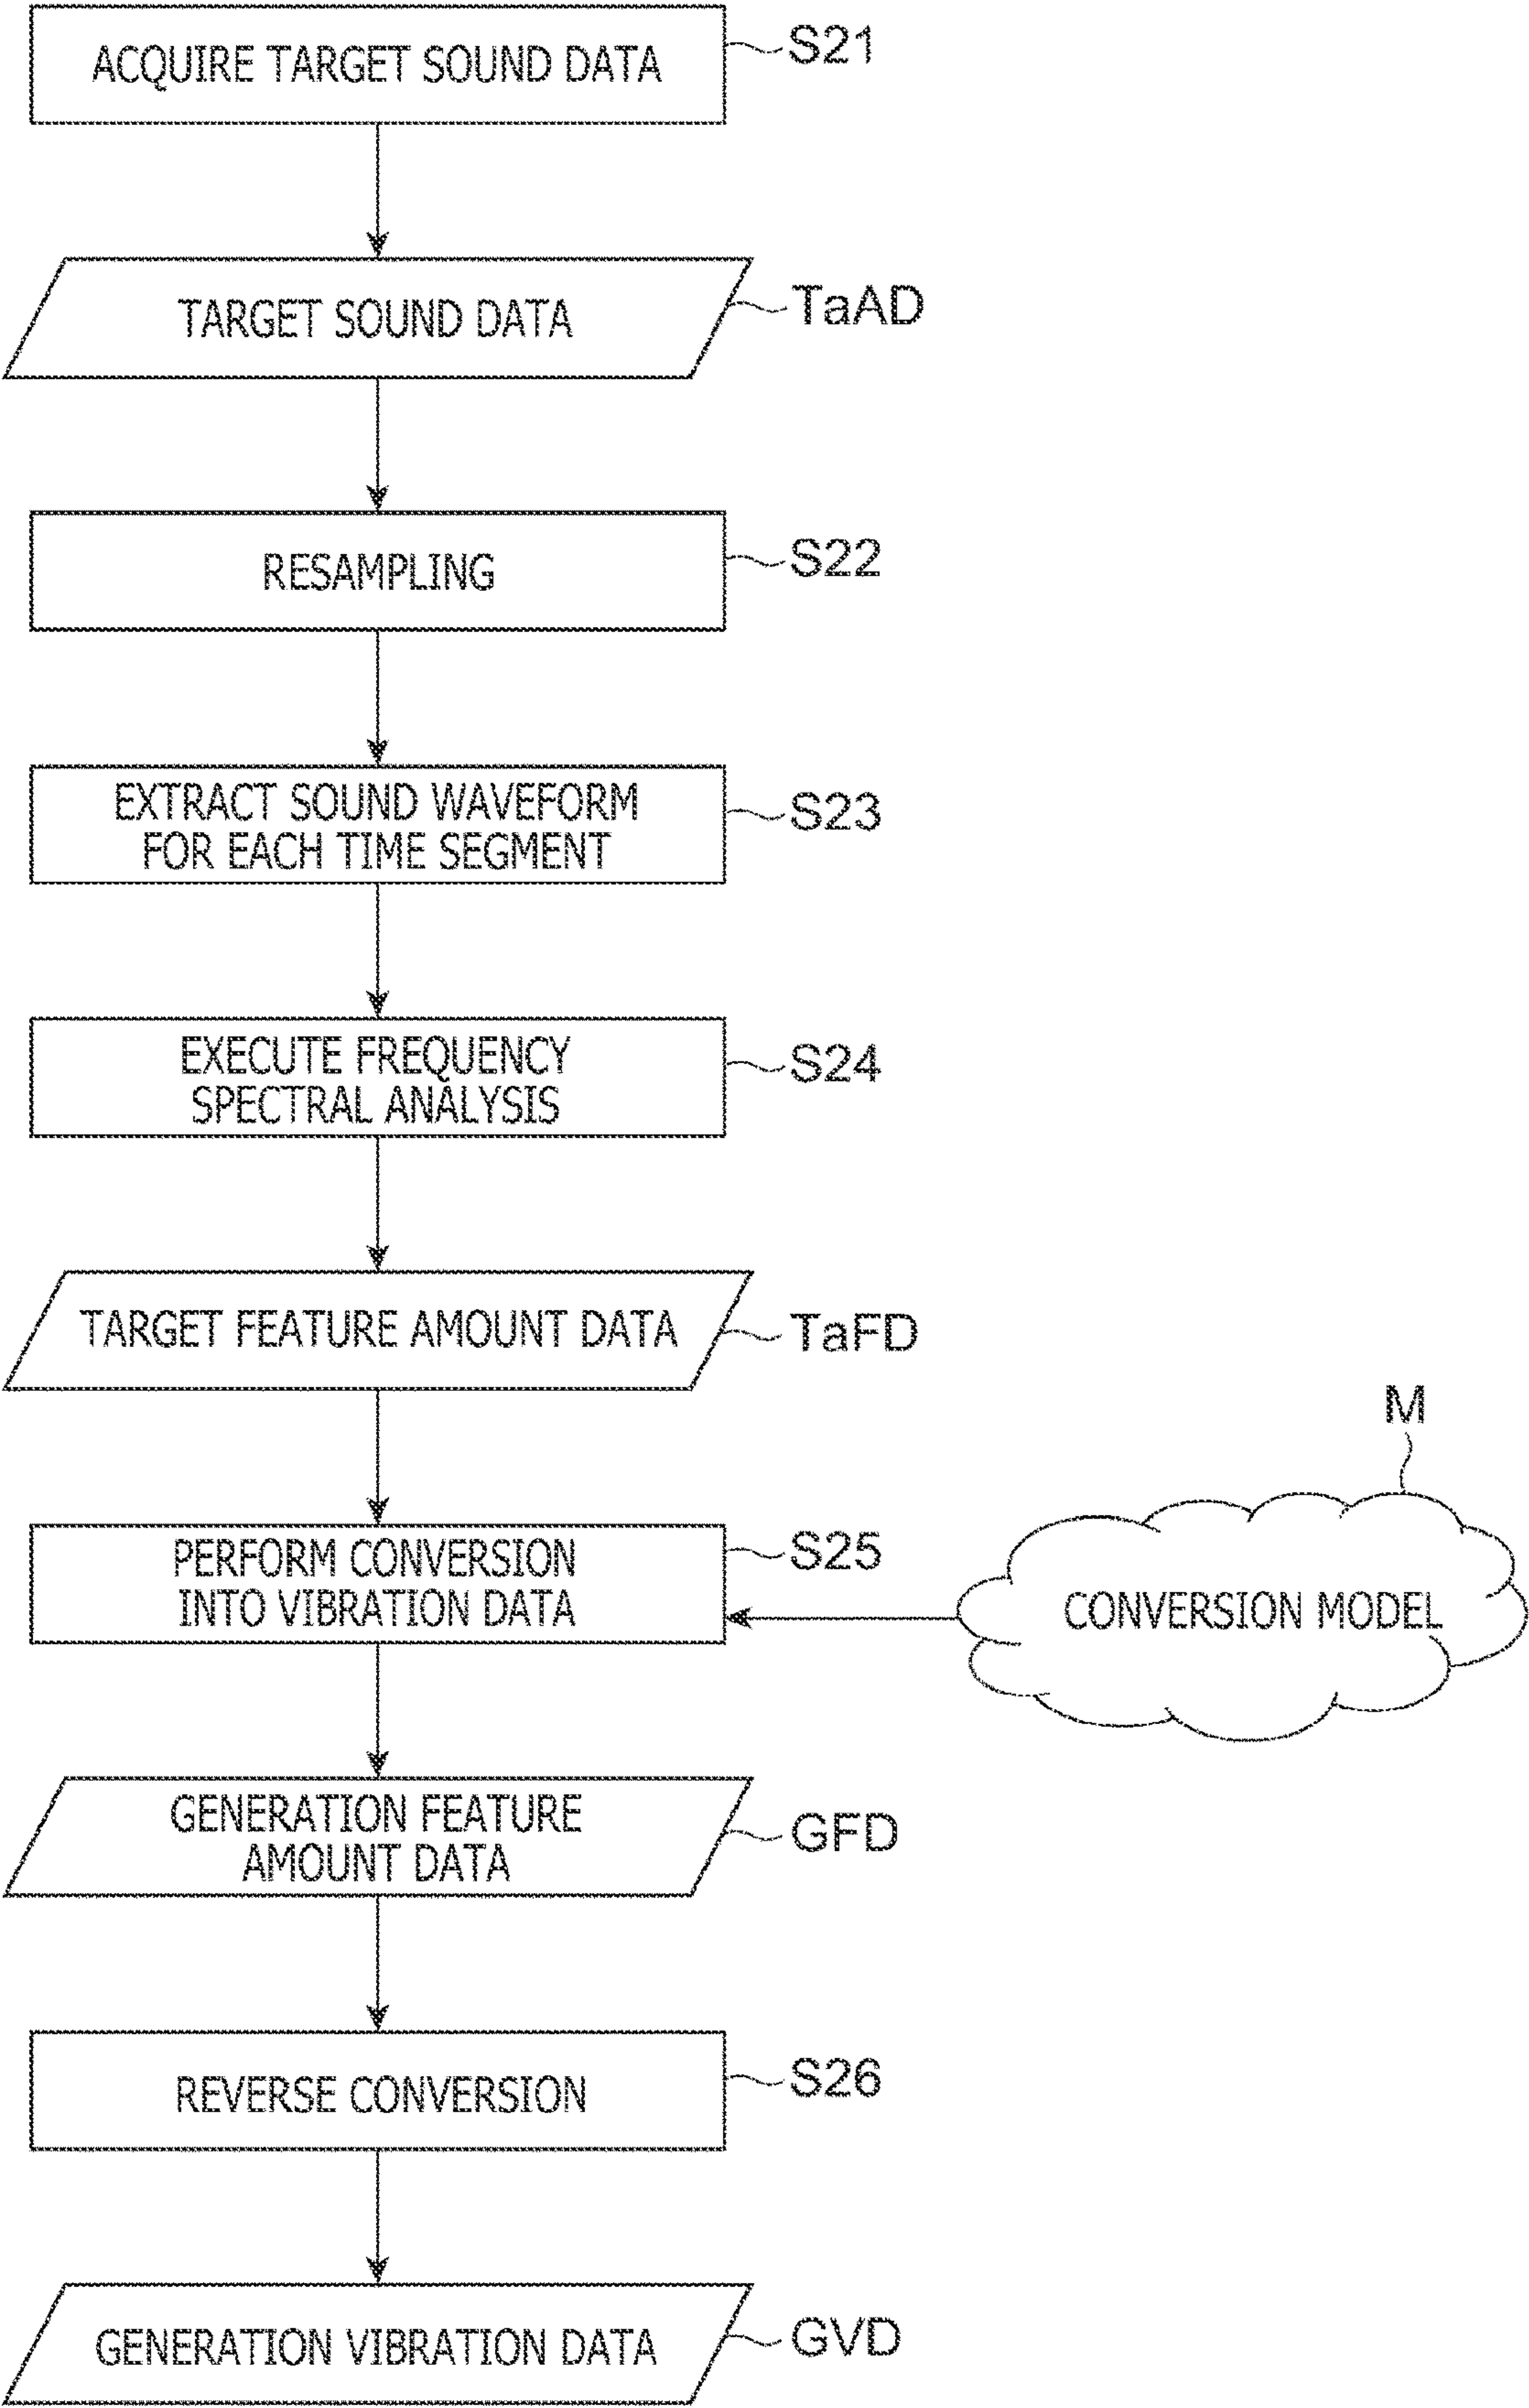 ACQUIRE TARGET SOUND DATA
S21
TARGET SOUND DATA
TaAD
RESAMPLING
S22
EXTRACT SOUND WAVEFORM
FOR EACH TIME SEGMENT
S23
EXECUTE FREQUENCY
SPECTRAL ANALYSIS
S24
TARGET FEATURE AMOUNT DATA
TaFD
PERFORM CONVERSION
INTO VIBRATION DATA
S25
M
CONVERSION MODEL
GENERATION FEATURE
AMOUNT DATA
GFD
REVERSE CONVERSION
S26
GENERATION VIBRATION DATA
GVD